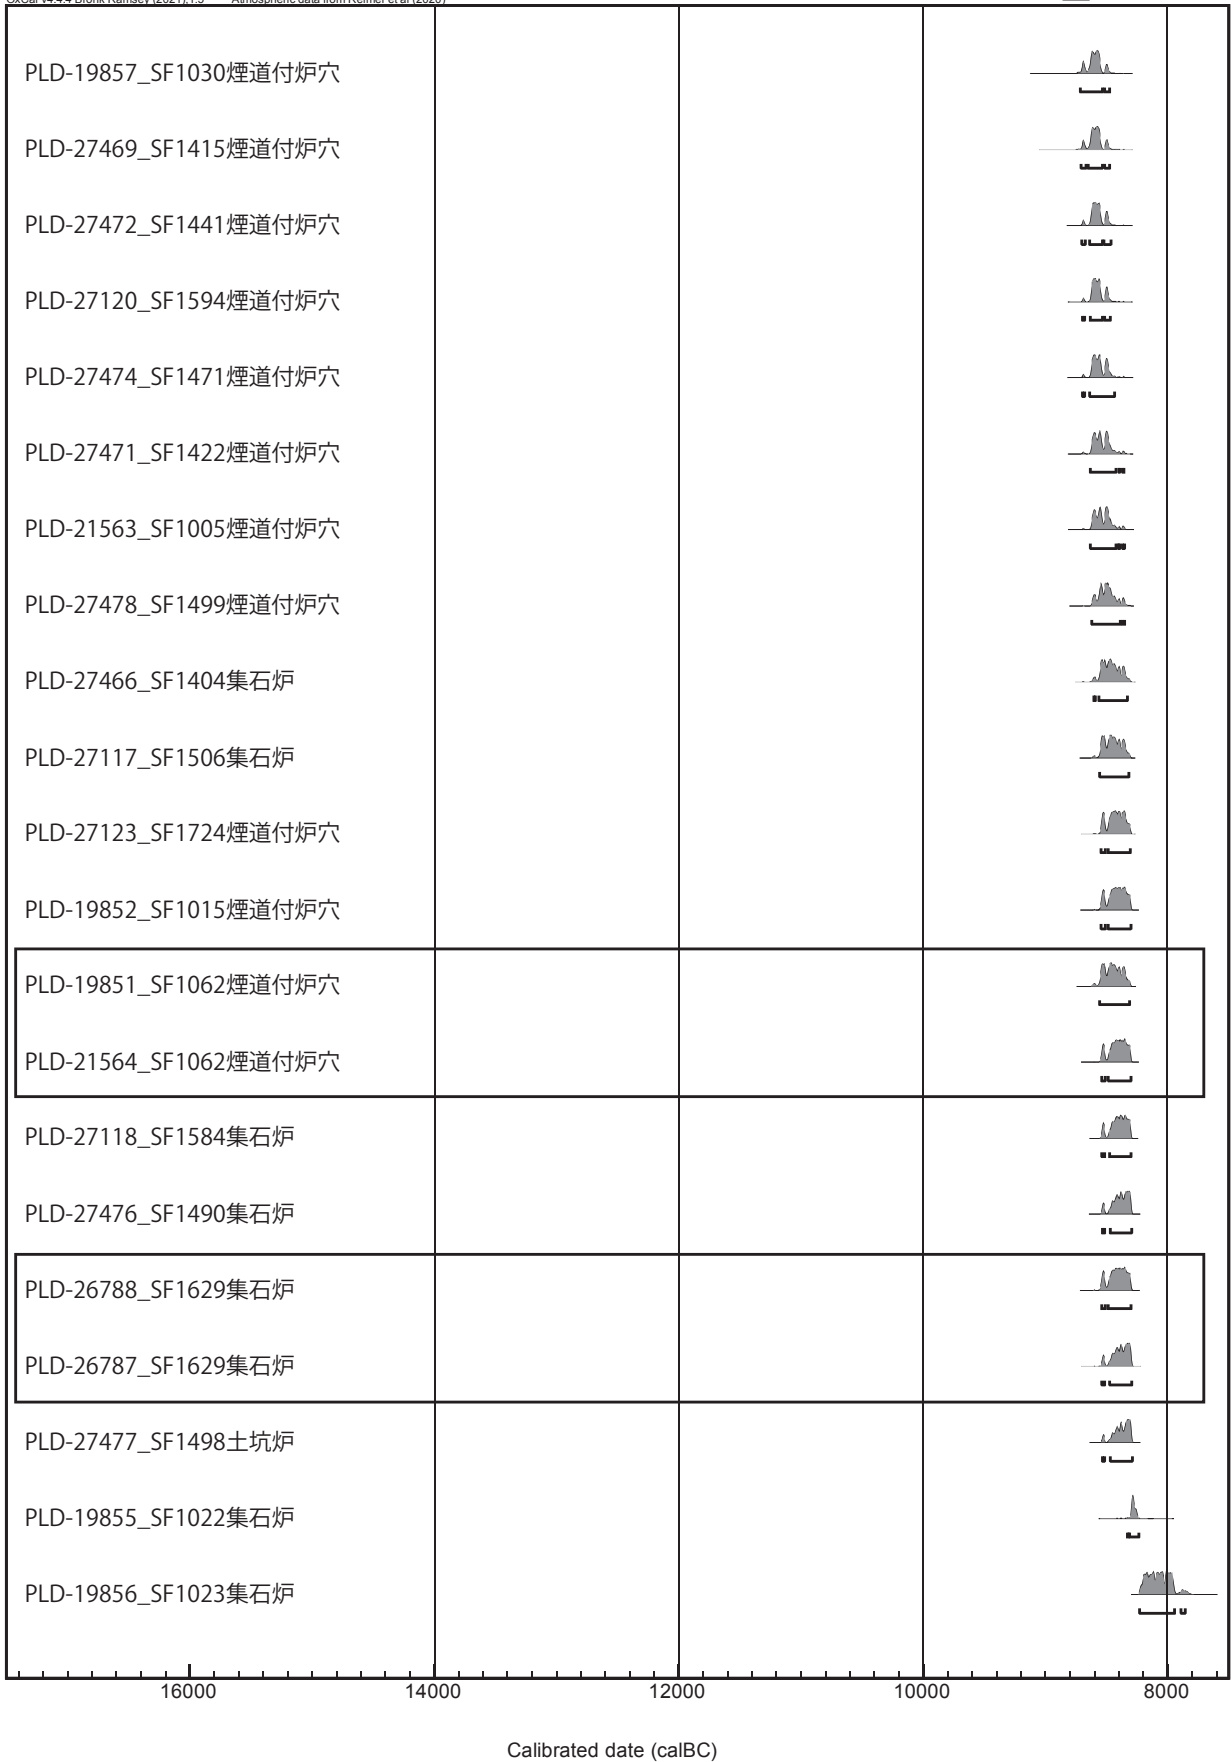 OxCal v4.4.4 Bronk Ramsey (2021); r:5 Atmospheric data from Reimer et al (2020)
PLD-19857_SF1030煙道付炉穴
PLD-27469_SF1415煙道付炉穴
PLD-27472_SF1441煙道付炉穴
PLD-27120_SF1594煙道付炉穴
PLD-27474_SF1471煙道付炉穴
PLD-27471_SF1422煙道付炉穴
PLD-21563_SF1005煙道付炉穴
PLD-27478_SF1499煙道付炉穴
PLD-27466_SF1404集石炉
PLD-27117_SF1506集石炉
PLD-27123_SF1724煙道付炉穴
PLD-19852_SF1015煙道付炉穴
PLD-19851_SF1062煙道付炉穴
PLD-21564_SF1062煙道付炉穴
PLD-27118_SF1584集石炉
PLD-27476_SF1490集石炉
PLD-26788_SF1629集石炉
PLD-26787_SF1629集石炉
PLD-27477_SF1498土坑炉
PLD-19855_SF1022集石炉
PLD-19856_SF1023集石炉
16000 14000 12000 10000 8000
Calibrated date (calBC)